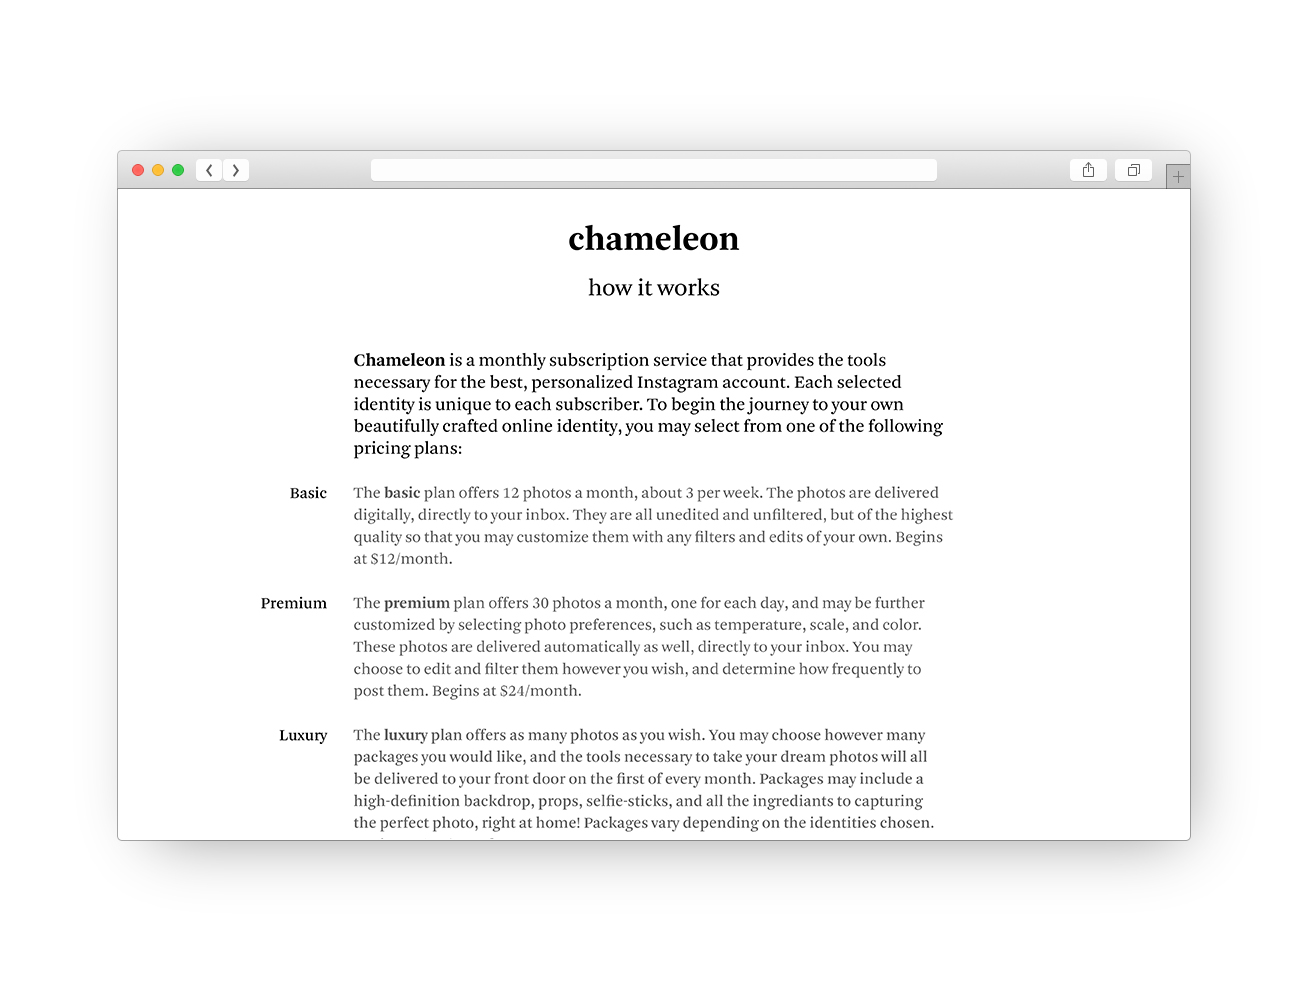 chameleon
how it works
Chameleon is a monthly subscription service that provides the tools
necessary for the best, personalized Instagram account. Each selected
identity is unique to each subscriber. To begin the journey to your own
beautifully crafted online identity, you may select from one of the following
pricing plans:
Basic
The basic plan offers 12 photos a month, about 3 per week. The photos are delivered
digitally, directly to your inbox. They are all unedited and unfiltered, but of the highest
quality so that you may customize them with any filters and edits of your own. Begins
at $12/month.
Premium
The premium plan offers 30 photos a month, one for each day, and may be further
customized by selecting photo preferences, such as temperature, scale, and color.
These photos are delivered automatically as well, directly to your inbox. You may
choose to edit and filter them however you wish, and determine how frequently to
post them. Begins at $24/month.
Luxury
The luxury plan offers as many photos as you wish. You may choose however many
packages you would like, and the tools necessary to take your dream photos will all
be delivered to your front door on the first of every month. Packages may include a
high-definition backdrop, props, selfie-sticks, and all the ingrediants to capturing
the perfect photo, right at home! Packages vary depending on the identities chosen.